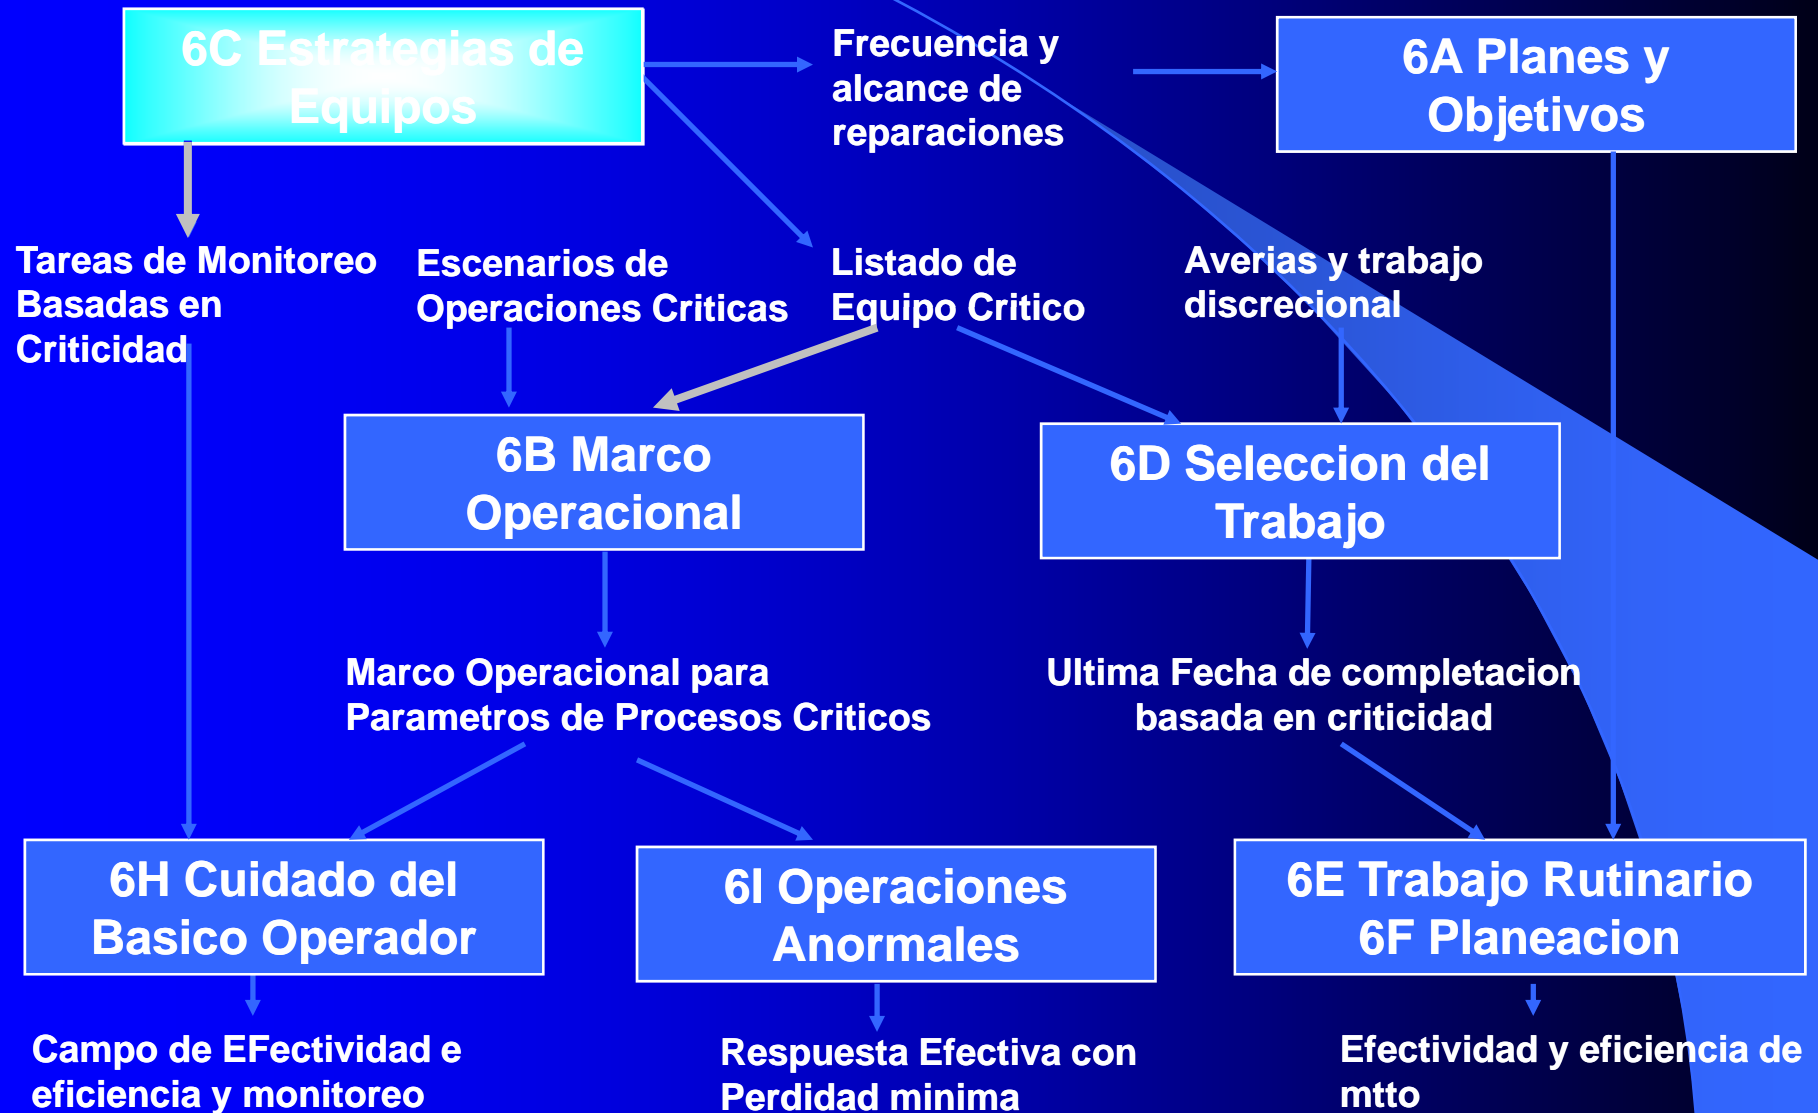 6C Estrategias de
Equipos
Frecuencia y
alcance de
reparaciones
6A Planes y
Objetivos
Tareas de Monitoreo
Basadas en
Criticidad
Escenarios de
Operaciones Criticas
Listado de
Equipo Critico
Averias y trabajo
discrecional
6B Marco
Operacional
6D Seleccion del
Trabajo
Marco Operacional para
Parametros de Procesos Criticos
Ultima Fecha de completacion
basada en criticidad
6H Cuidado del
Basico Operador
6I Operaciones
Anormales
6E Trabajo Rutinario
6F Planeacion
Campo de EFectividad e
eficiencia y monitoreo
Respuesta Efectiva con
Perdidad minima
Efectividad y eficiencia de
mtto